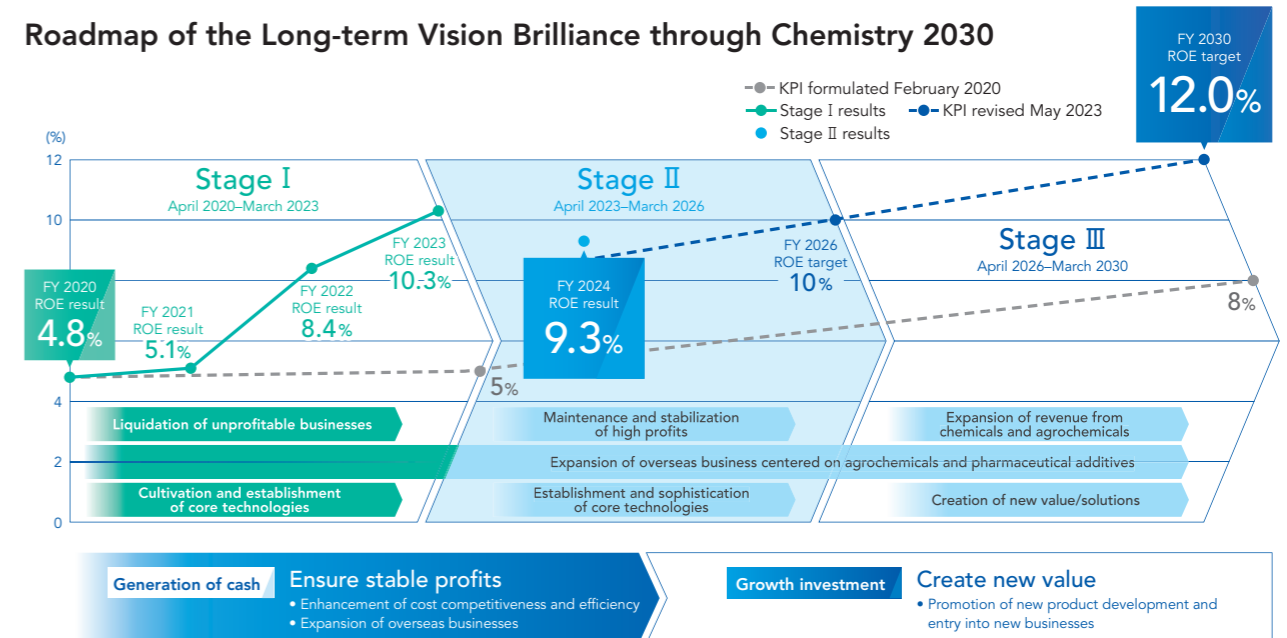 Roadmap of the Long-term Vision Brilliance through Chemistry 2030
FY 2030
ROE target
12.0%
KPI formulated February 2020
Stage Ⅰ results
KPI revised May 2023
Stage Ⅱ results
(%)
12
10
4
2
0
Stage Ⅰ
April 2020–March 2023
Stage Ⅱ
April 2023–March 2026
Stage Ⅲ
April 2026–March 2030
FY 2020
ROE result
4.8%
FY 2021
ROE result
5.1%
FY 2022
ROE result
8.4%
FY 2023
ROE result
10.3%
FY 2024
ROE result
9.3%
FY 2026
ROE target
10%
5%
8%
Liquidation of unprofitable businesses
Maintenance and stabilization
of high profits
Expansion of revenue from
chemicals and agrochemicals
Expansion of overseas business centered on agrochemicals and pharmaceutical additives
Cultivation and establishment
of core technologies
Establishment and sophistication
of core technologies
Creation of new value/solutions
Generation of cash
Ensure stable profits
• Enhancement of cost competitiveness and efficiency
• Expansion of overseas businesses
Growth investment
Create new value
• Promotion of new product development and
entry into new businesses